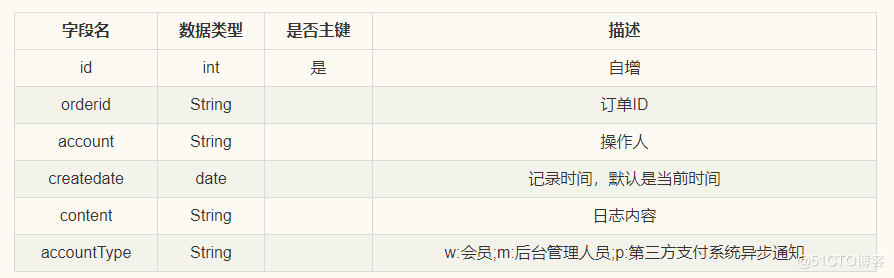 字段名 数据类型 是否主键 描述
id int 是 自增
orderid String 订单ID
account String 操作人
createdate date 记录时间，默认是当前时间
content String 日志内容
accountType String w:会员;m:后台管理人员;p:第三方支付系统异步通知
@51CTO博客